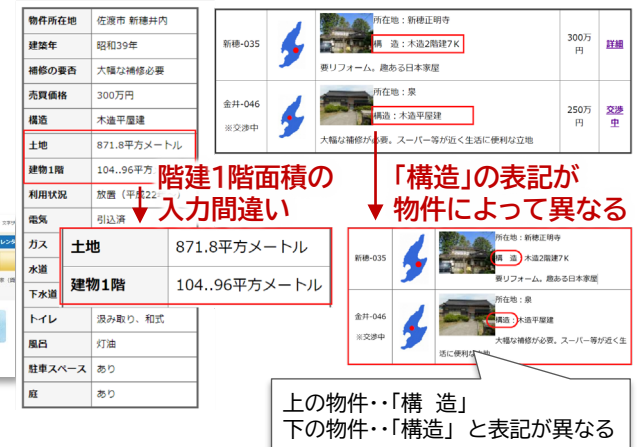 物件所在地 佐渡市 新穂井内
建築年 昭和39年
補修の要否 大幅な補修必要
売買価格 300万円
構造 木造平屋建
土地 871.8平方メートル
建物1階 104..96平方
利用状況 放置（平成22
電気 引込済
ガス
水道
下水道
トイレ 汲み取り、和式
風呂 灯油
駐車スペース あり
庭 あり
新穂-035
所在地：新穂正明寺
構　造：木造2階建7Ｋ
要リフォーム。趣ある日本家屋
300万円
詳細
金井-046
※交渉中
所在地：泉
構造：木造平屋建
大幅な補修が必要。スーパー等が近く生活に便利な立地
250万円
交渉中
階建1階面積の
入力間違い
「構造」の表記が
物件によって異なる
土地 871.8平方メートル
建物1階 104..96平方メートル
新穂-035
所在地：新穂正明寺
構　造：木造2階建7Ｋ
要リフォーム。趣ある日本家屋
金井-046
※交渉中
所在地：泉
構造：木造平屋建
大幅な補修が必要。スーパー等が近く生
活に便利な
上の物件･･「構　造」
下の物件･･「構造」と表記が異なる